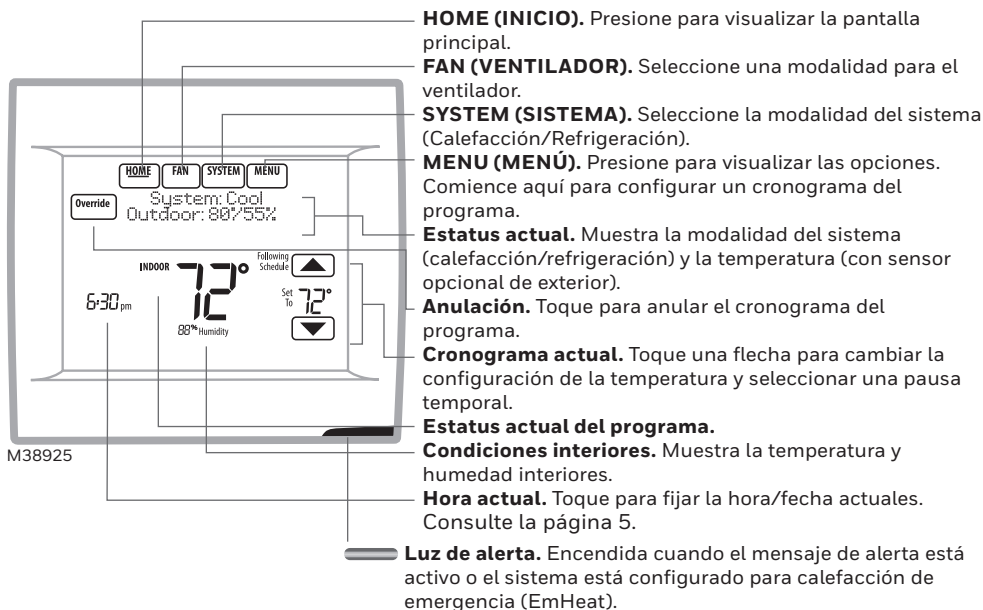 HOME (INICIO). Presione para visualizar la pantalla
principal.
FAN (VENTILADOR). Seleccione una modalidad para el
ventilador.
SYSTEM (SISTEMA). Seleccione la modalidad del sistema
(Calefacción/Refrigeración).
MENU (MENÚ). Presione para visualizar las opciones.
Comience aquí para configurar un cronograma del
programa.
Estatus actual. Muestra la modalidad del sistema
(calefacción/refrigeración) y la temperatura (con sensor
opcional de exterior).
Anulación. Toque para anular el cronograma del
programa.
Cronograma actual. Toque una flecha para cambiar la
configuración de la temperatura y seleccionar una pausa
temporal.
Estatus actual del programa.
Condiciones interiores. Muestra la temperatura y
humedad interiores.
Hora actual. Toque para fijar la hora/fecha actuales.
Consulte la página 5.
Luz de alerta. Encendida cuando el mensaje de alerta está
activo o el sistema está configurado para calefacción de
emergencia (EmHeat).
HOME FAN SYSTEM MENU
Override
System: Cool
Outdoor: 80°/55%
INDOOR 72°
Following
Schedule
Set
To 72°
6:30 pm
88% Humidity
M38925